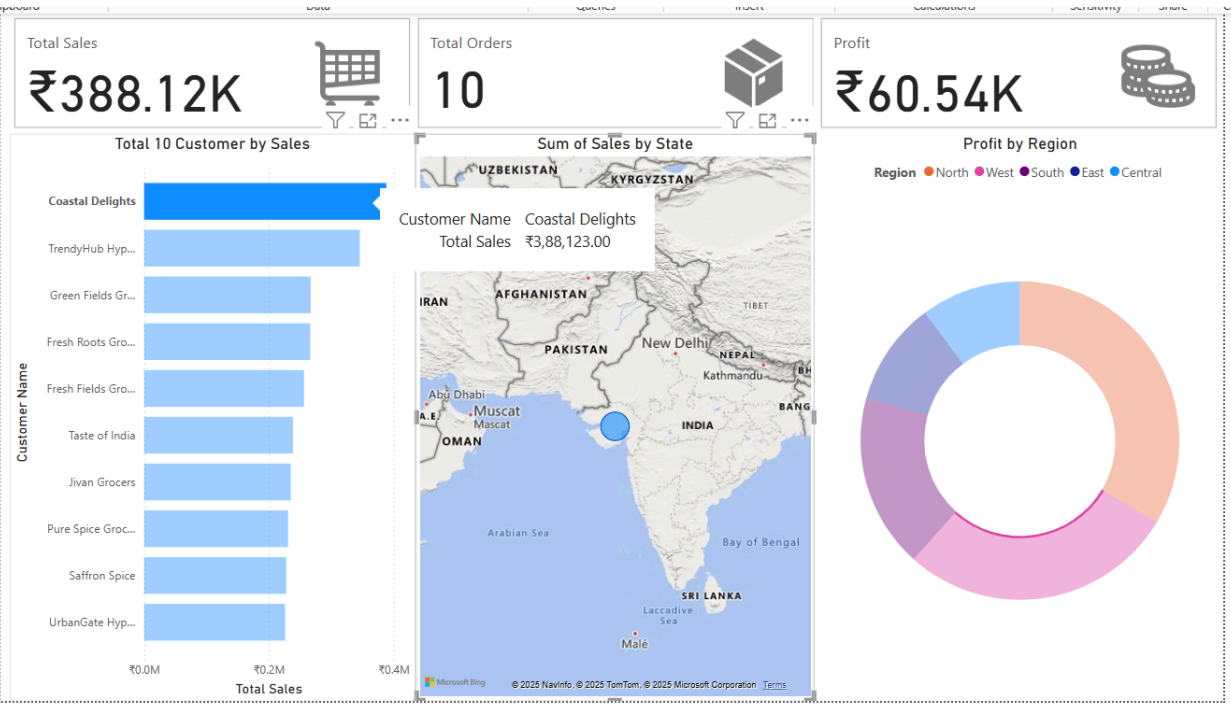 Data
Queries
Insert
Calculations
Sensitivity
Share
Total Sales
₹388.12K
Total Orders
10
Profit
₹60.54K
Total 10 Customer by Sales
Customer Name
Coastal Delights
TrendyHub Hyp...
Green Fields Gr...
Fresh Roots Gro...
Fresh Fields Gro...
Taste of India
Jivan Grocers
Pure Spice Groc...
Saffron Spice
UrbanGate Hyp...
₹0.0M ₹0.2M ₹0.4M
Total Sales
Customer Name Coastal Delights
Total Sales ₹3,88,123.00
Sum of Sales by State
UZBEKISTAN
KYRGYZSTAN
IRAN
AFGHANISTAN
TIBET
PAKISTAN
New Delhi
NEPAL
Kathmandu
BH
Abu Dhabi
A.E.
Muscat
Mascat
OMAN
INDIA
BANG
Arabian Sea
Bay of Bengal
SRI LANKA
Laccadive
Sea
Malé
Microsoft Bing
© 2025 NavInfo, © 2025 TomTom, © 2025 Microsoft Corporation Terms
Profit by Region
Region North West South East Central